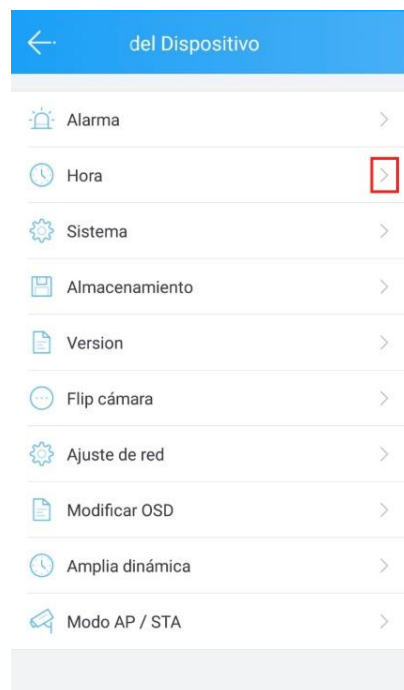 del Dispositivo
Alarma
Hora
Sistema
Almacenamiento
Version
Flip cámara
Ajuste de red
Modificar OSD
Amplia dinámica
Modo AP / STA